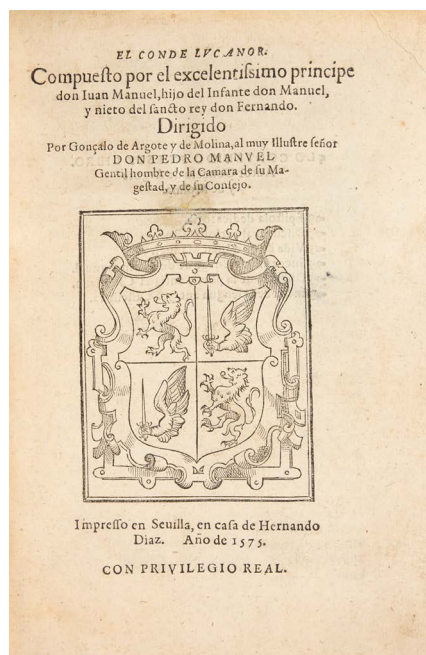 EL CONDE LVCANOR.
Compueſto por el excelentiſsimo principe
don Iuan Manuel, hijo del Infante don Manuel,
y nieto del ſancto rey don Fernando.
Dirigido
Por Gonçalo de Argote y de Molina, al muy Illuſtre ſeñor
DON PEDRO MANVEL
Gentil hombre de la Camara de ſu Ma-
geſtad, y de ſu Conſejo.
Impreſſo en Seuilla, en caſa de Hernando
Diaz. Año de 1575.
CON PRIVILEGIO REAL.